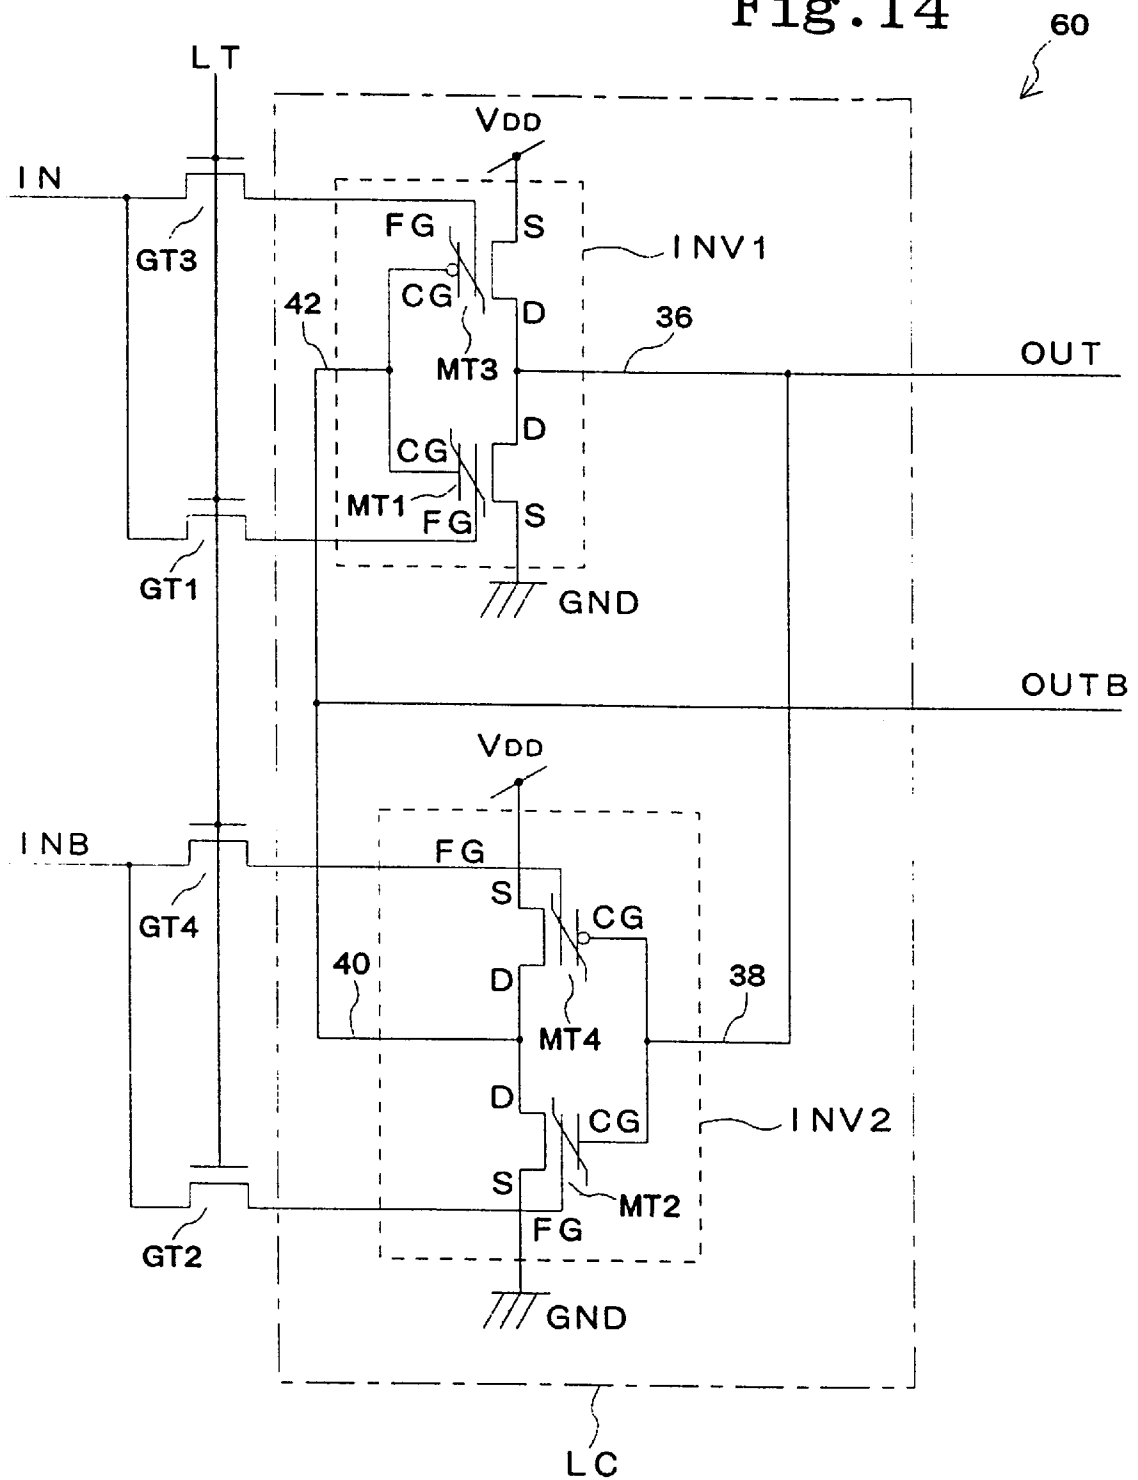 Fig.14
60
LT
VDD
IN
FG
S
INV1
GT3
CG
42
D
36
MT3
OUT
D
CG
MT1
FG
S
GT1
GND
OUTB
VDD
INB
FG
S
CG
GT4
40
D
38
MT4
D
CG
INV2
S
MT2
FG
GT2
GND
LC